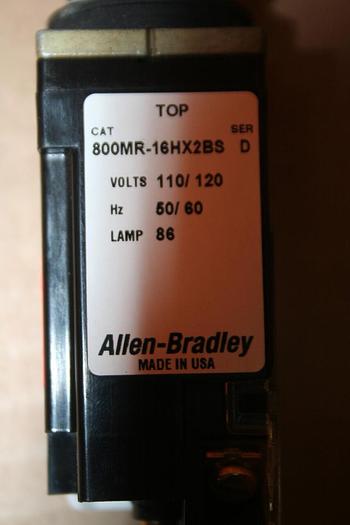 TOP
CAT SER
800MR-16HX2BS D
VOLTS 110/120
Hz 50/60
LAMP 86
Allen-Bradley
MADE IN USA